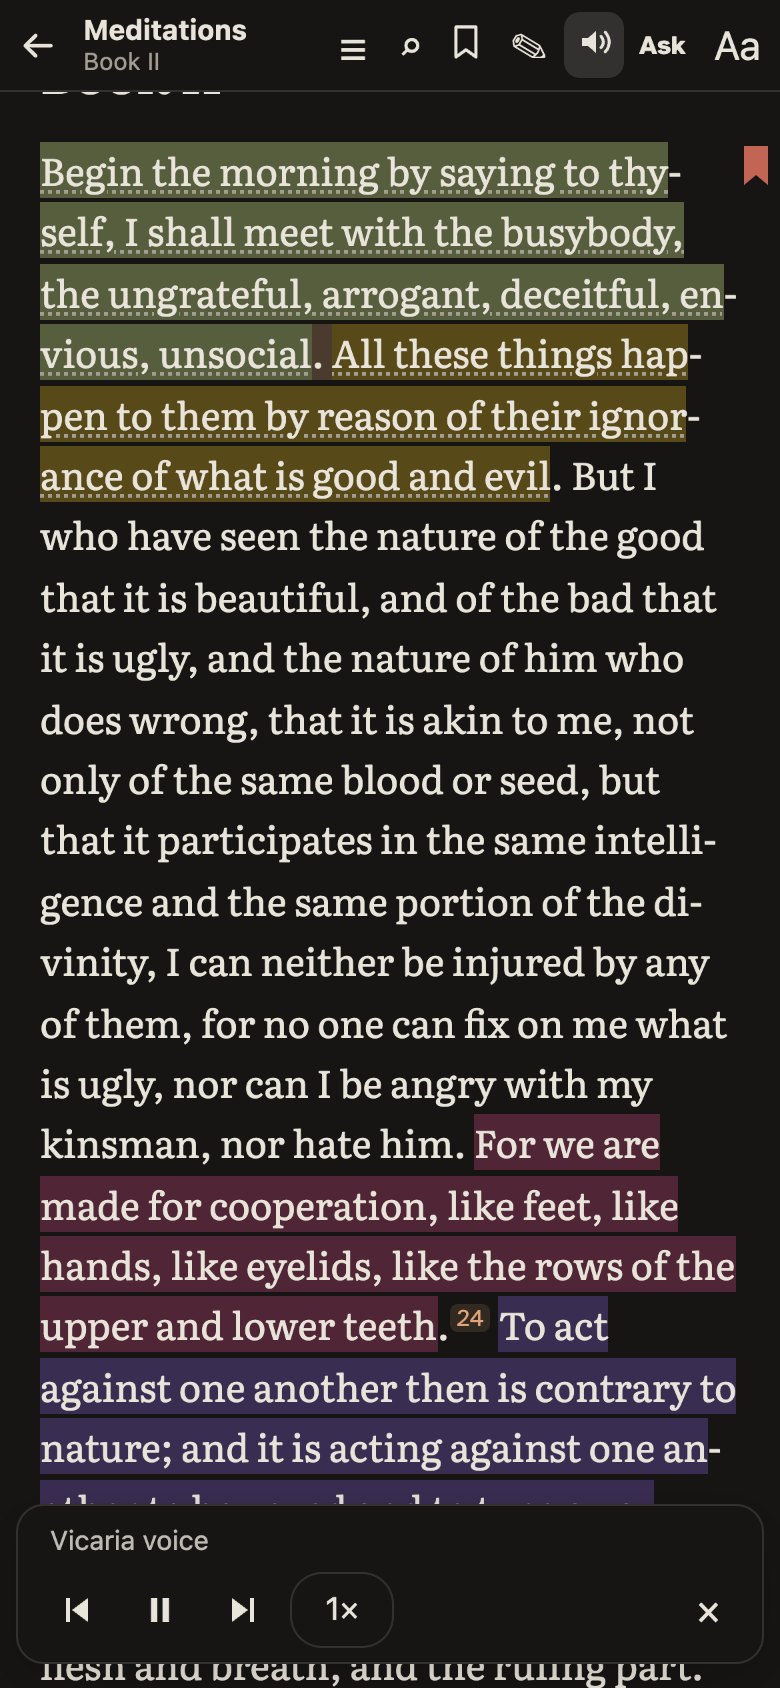 Meditations
Book II
Ask
Aa
Begin the morning by saying to thy-
self, I shall meet with the busybody,
the ungrateful, arrogant, deceitful, en-
vious, unsocial. All these things hap-
pen to them by reason of their ignor-
ance of what is good and evil. But I
who have seen the nature of the good
that it is beautiful, and of the bad that
it is ugly, and the nature of him who
does wrong, that it is akin to me, not
only of the same blood or seed, but
that it participates in the same intelli-
gence and the same portion of the di-
vinity, I can neither be injured by any
of them, for no one can fix on me what
is ugly, nor can I be angry with my
kinsman, nor hate him. For we are
made for cooperation, like feet, like
hands, like eyelids, like the rows of the
upper and lower teeth. 24 To act
against one another then is contrary to
nature; and it is acting against one an-
Vicaria voice
1×
flesh and breath, and the ruling part.